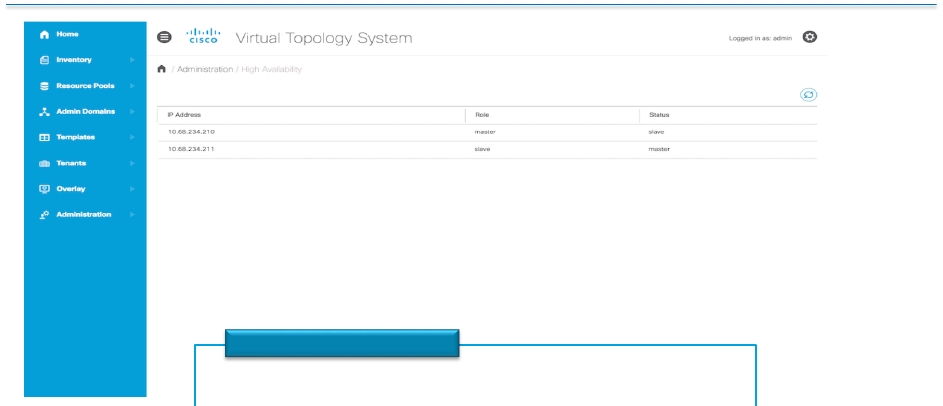 Home
Inventory
Resource Pools
Admin Domains
Templates
Tenants
Overlay
Administration
CISCO Virtual Topology System
Logged in as: admin
/ Administration / High Availability
IP Address Role Status
10.68.234.210 master slave
10.68.234.211 slave master